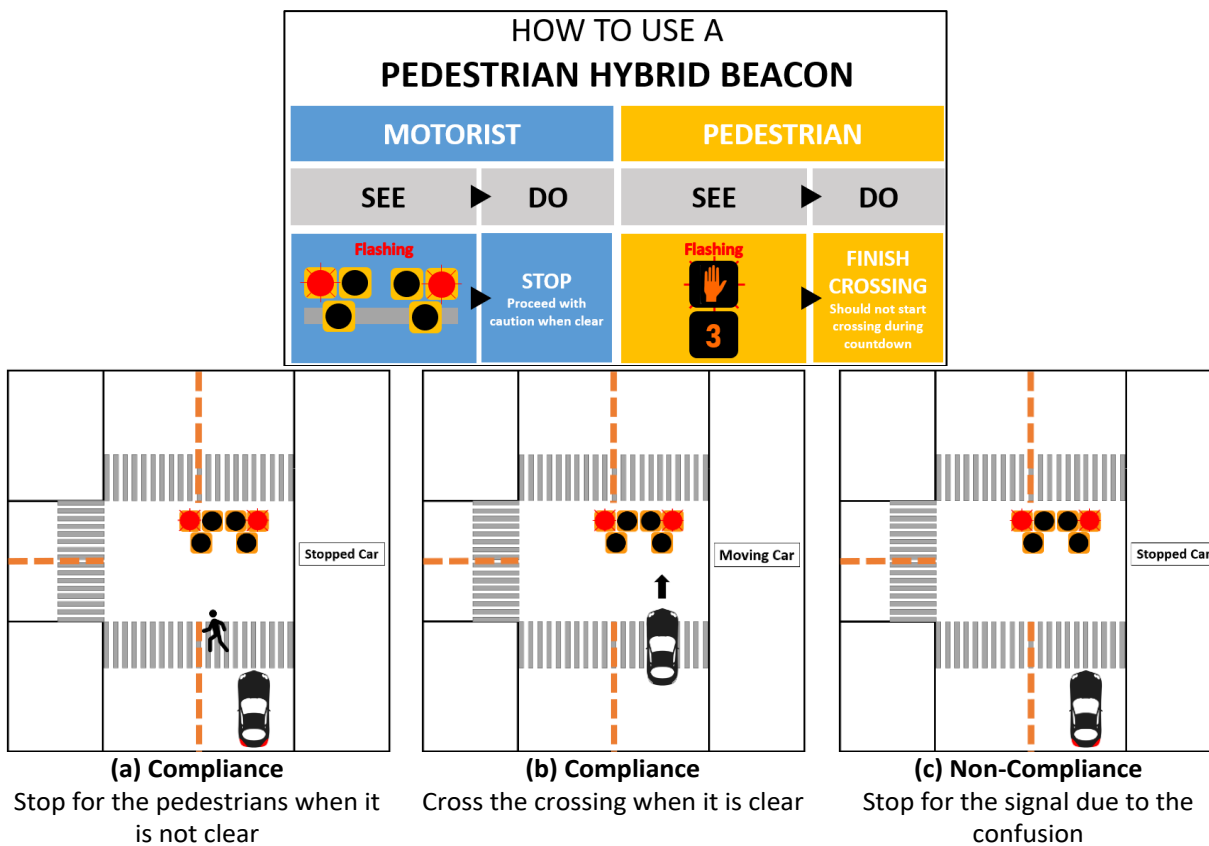 HOW TO USE A
PEDESTRIAN HYBRID BEACON
MOTORIST
PEDESTRIAN
SEE
DO
SEE
DO
Flashing
STOP
Proceed with
caution when clear
Flashing
3
FINISH
CROSSING
Should not start
crossing during
countdown
Stopped Car
Moving Car
Stopped Car
(a) Compliance
Stop for the pedestrians when it
is not clear
(b) Compliance
Cross the crossing when it is clear
(c) Non-Compliance
Stop for the signal due to the
confusion